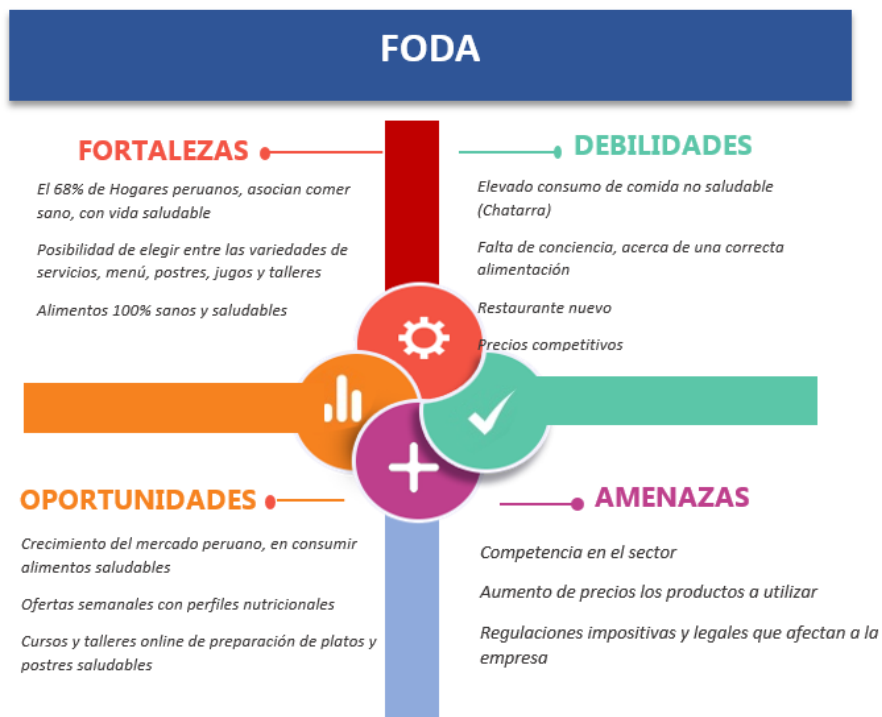 FODA
FORTALEZAS
El 68% de Hogares peruanos, asocian comer
sano, con vida saludable
Posibilidad de elegir entre las variedades de
servicios, menú, postres, jugos y talleres
Alimentos 100% sanos y saludables
DEBILIDADES
Elevado consumo de comida no saludable
(Chatarra)
Falta de conciencia, acerca de una correcta
alimentación
Restaurante nuevo
Precios competitivos
OPORTUNIDADES
Crecimiento del mercado peruano, en consumir
alimentos saludables
Ofertas semanales con perfiles nutricionales
Cursos y talleres online de preparación de platos y
postres saludables
AMENAZAS
Competencia en el sector
Aumento de precios los productos a utilizar
Regulaciones impositivas y legales que afectan a la
empresa